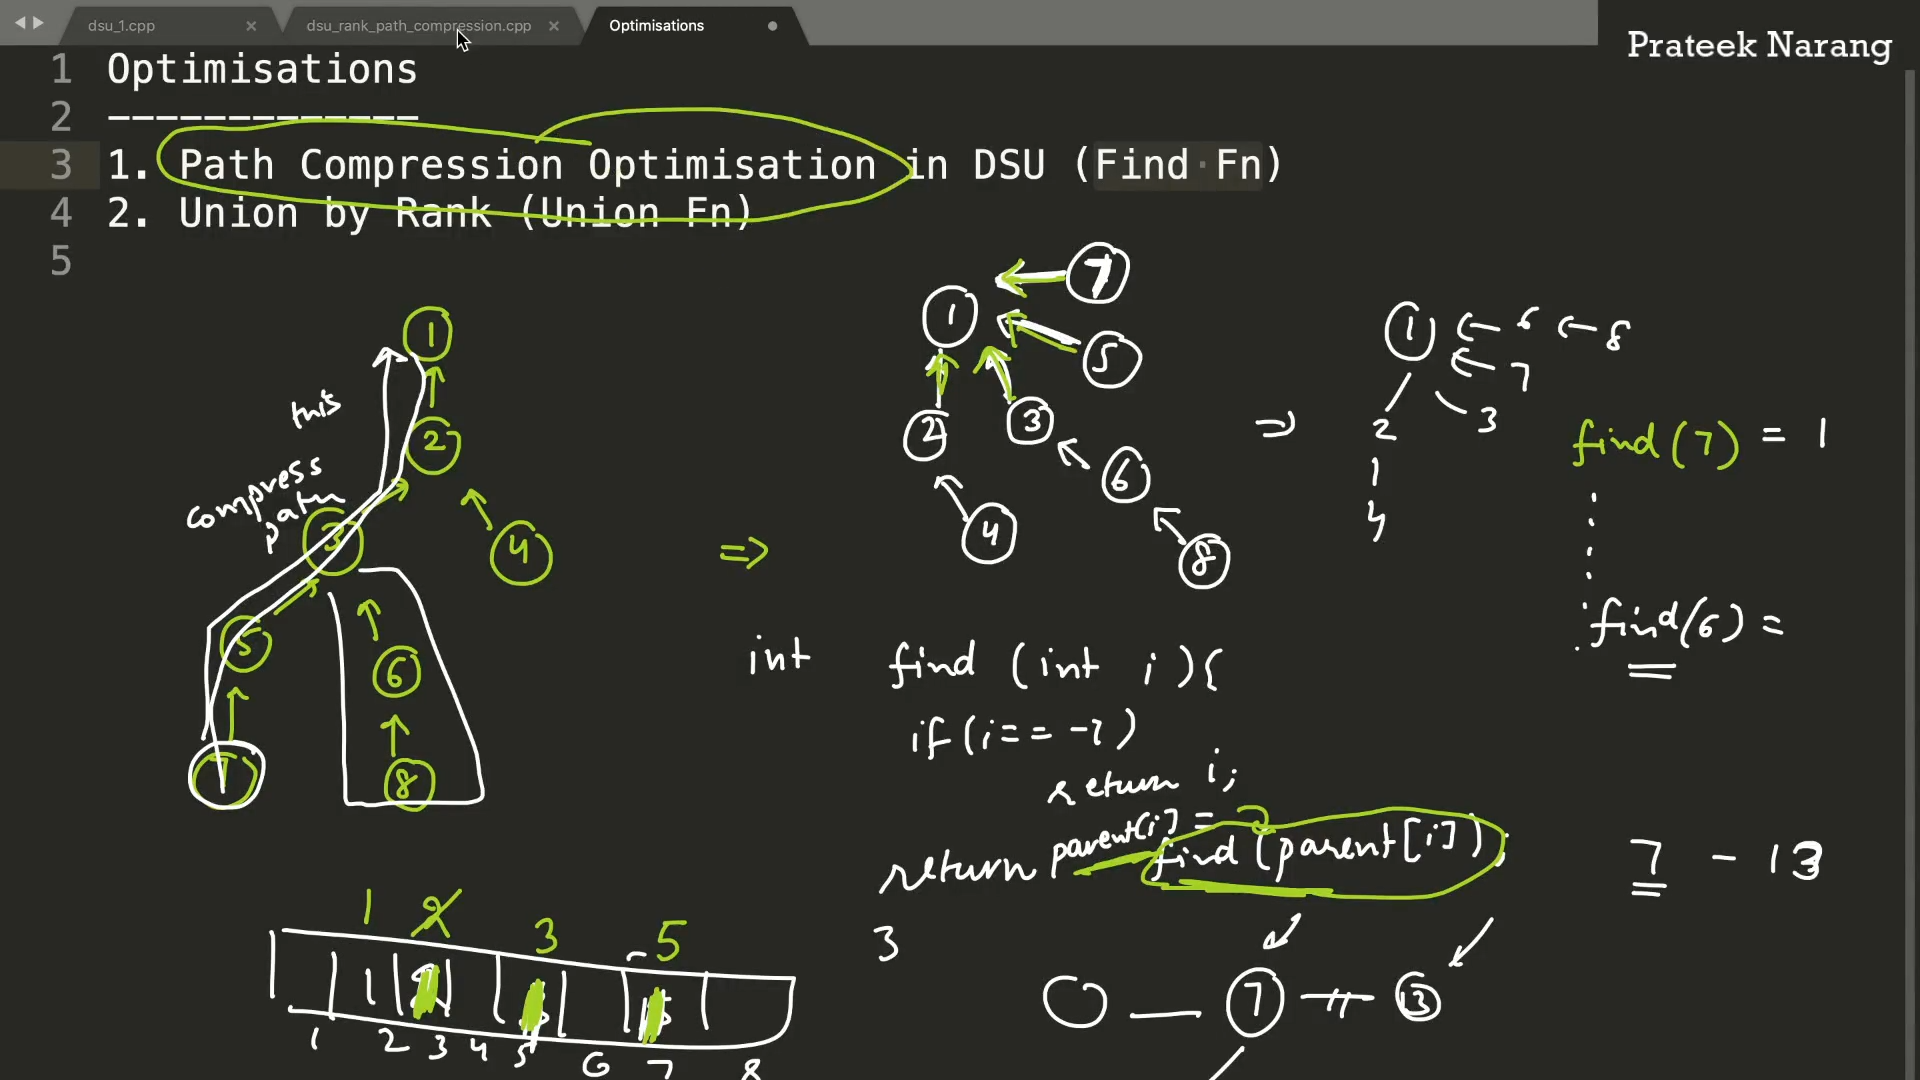 dsu_1.cpp
dsu_rank_path_compression.cpp
Optimisations
Prateek Narang
1 Optimisations
2 -------------
3 1. Path Compression Optimisation in DSU (Find Fn)
4 2. Union by Rank (Union Fn)
5
1
2
3
4
5
6
7
8
this
compress
path
=>
1
7
5
2
3
6
4
8
=>
1 ← 6 ← 8
← 7
2 3
4
find(7) = 1
find(6) =
int find (int i){
if(i == -1)
return i;
return parent[i] = find (parent[i]);
7 - 13
3
1 2 3 5
1
1 2 3 4 5 6 7 8
7 13